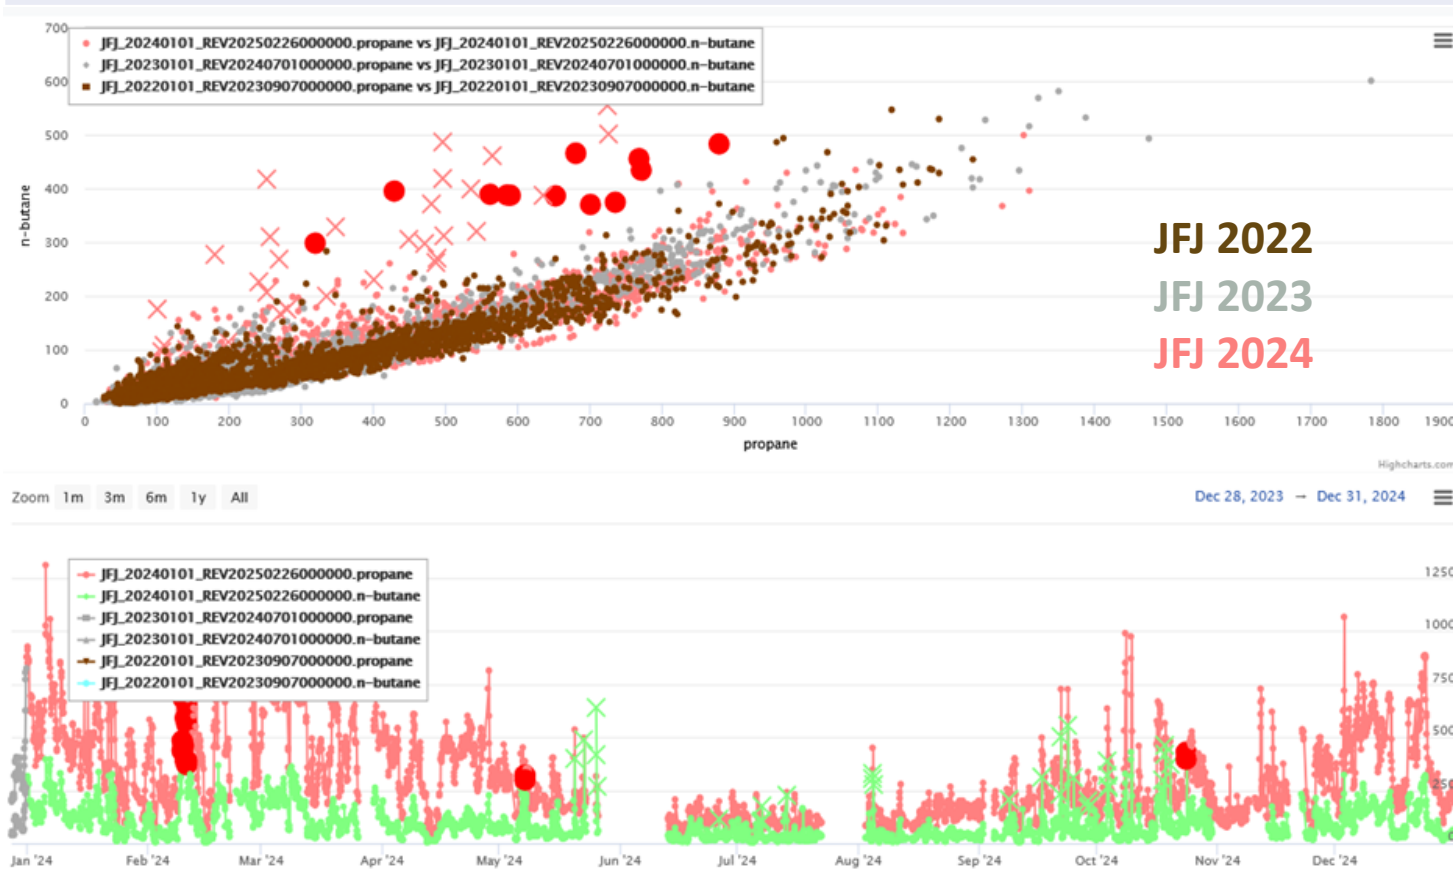 700
JFJ_20240101_REV20250226000000.propane vs JFJ_20240101_REV20250226000000.n-butane
JFJ_20230101_REV20240701000000.propane vs JFJ_20230101_REV20240701000000.n-butane
JFJ_20220101_REV20230907000000.propane vs JFJ_20220101_REV20230907000000.n-butane
600
500
400
300
200
100
0
n-butane
JFJ 2022
JFJ 2023
JFJ 2024
0 100 200 300 400 500 600 700 800 900 1000 1100 1200 1300 1400 1500 1600 1700 1800 1900
propane
Highcharts.com
Zoom 1m 3m 6m 1y All
Dec 28, 2023 → Dec 31, 2024
JFJ_20240101_REV20250226000000.propane
JFJ_20240101_REV20250226000000.n-butane
JFJ_20230101_REV20240701000000.propane
JFJ_20230101_REV20240701000000.n-butane
JFJ_20220101_REV20230907000000.propane
JFJ_20220101_REV20230907000000.n-butane
1250
1000
750
500
250
0
Jan '24 Feb '24 Mar '24 Apr '24 May '24 Jun '24 Jul '24 Aug '24 Sep '24 Oct '24 Nov '24 Dec '24